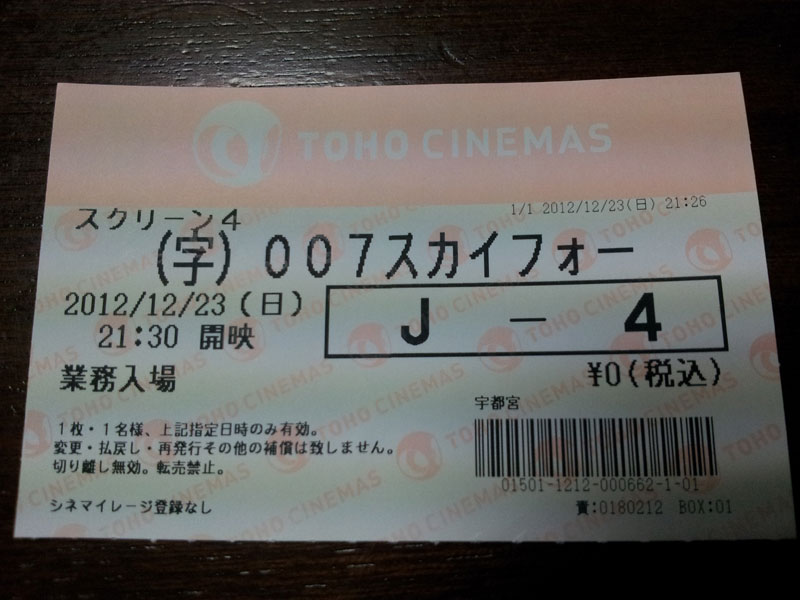 TOHO CINEMAS
1/1 2012/12/23(日) 21:26
スクリーン4
(字) 007スカイフォー
2012/12/23(日)
21:30 開映
J - 4
業務入場
¥0(税込)
宇都宮
1枚・1名様、上記指定日時のみ有効。
変更・払戻し・再発行その他の補償は致しません。
切り離し無効。転売禁止。
01501-1212-000662-1-01
シネマイレージ登録なし
責:0180212 BOX:01